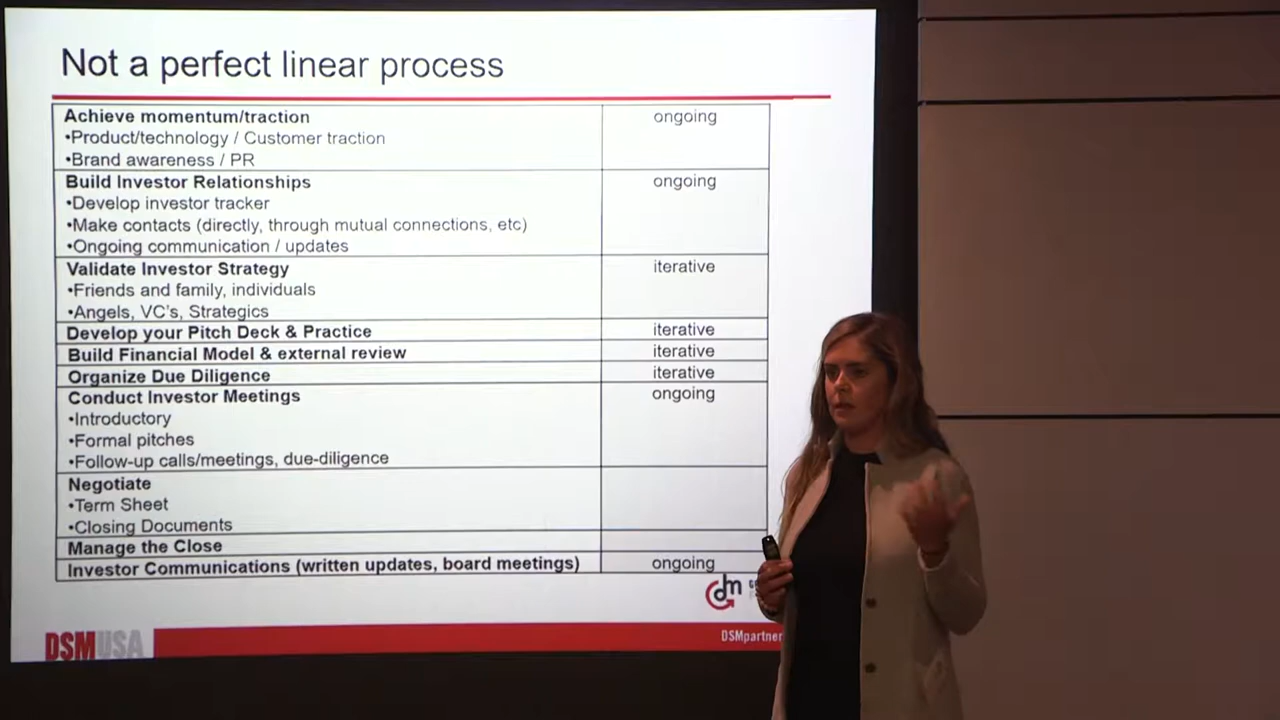 Not a perfect linear process
Achieve momentum/traction ongoing
•Product/technology / Customer traction
•Brand awareness / PR
Build Investor Relationships ongoing
•Develop investor tracker
•Make contacts (directly, through mutual connections, etc)
•Ongoing communication / updates
Validate Investor Strategy iterative
•Friends and family, individuals
•Angels, VC's, Strategics
Develop your Pitch Deck & Practice iterative
Build Financial Model & external review iterative
Organize Due Diligence iterative
Conduct Investor Meetings ongoing
•Introductory
•Formal pitches
•Follow-up calls/meetings, due-diligence
Negotiate
•Term Sheet
•Closing Documents
Manage the Close
Investor Communications (written updates, board meetings) ongoing
dm
DSMUSA
DSMpartner